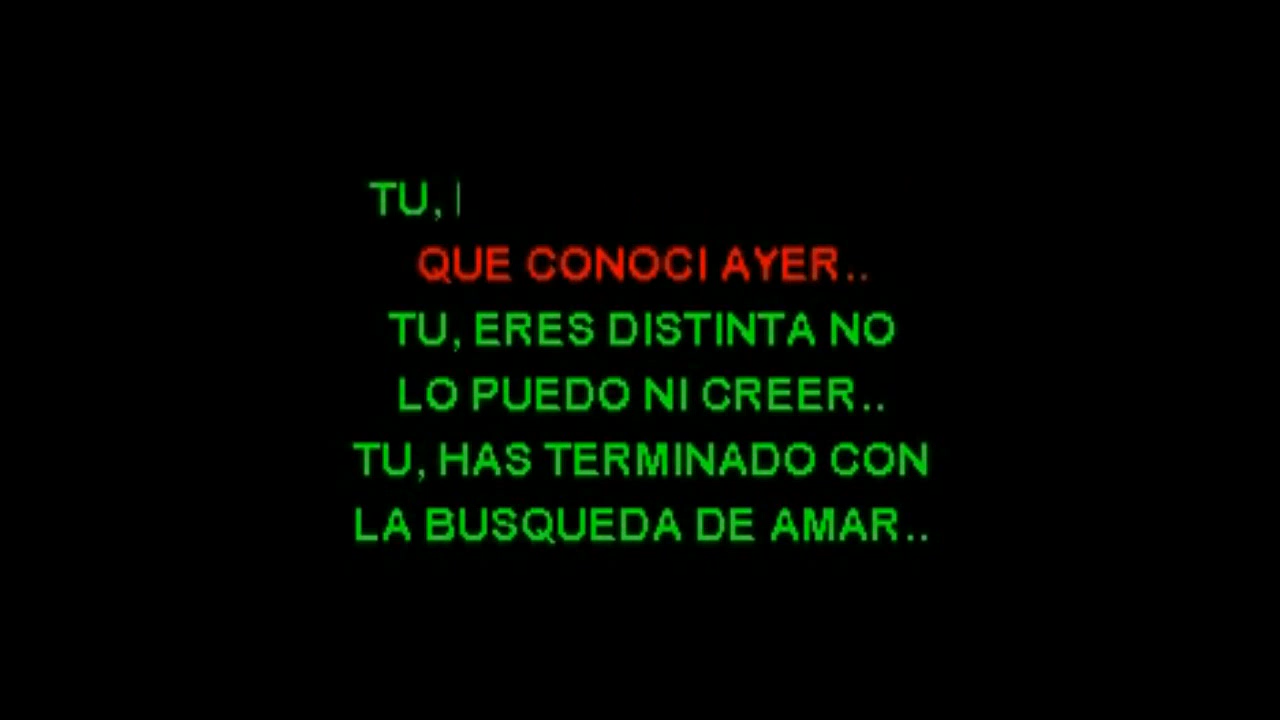 TU,
QUE CONOCI AYER..
TU, ERES DISTINTA NO
LO PUEDO NI CREER..
TU, HAS TERMINADO CON
LA BUSQUEDA DE AMAR..